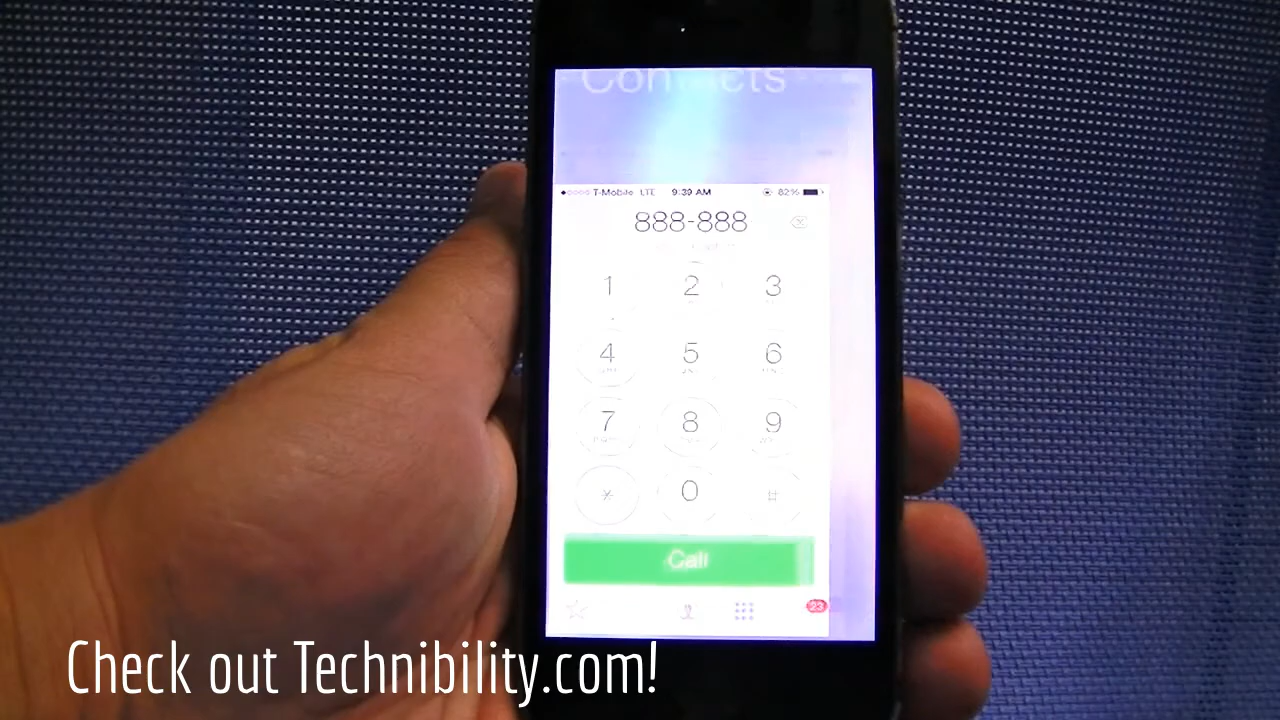 Contacts
T-Mobile LTE 9:39 AM 82%
888-888
1 2 3
4 5 6
7 8 9
* 0 #
Call
23
Check out Technibility.com!